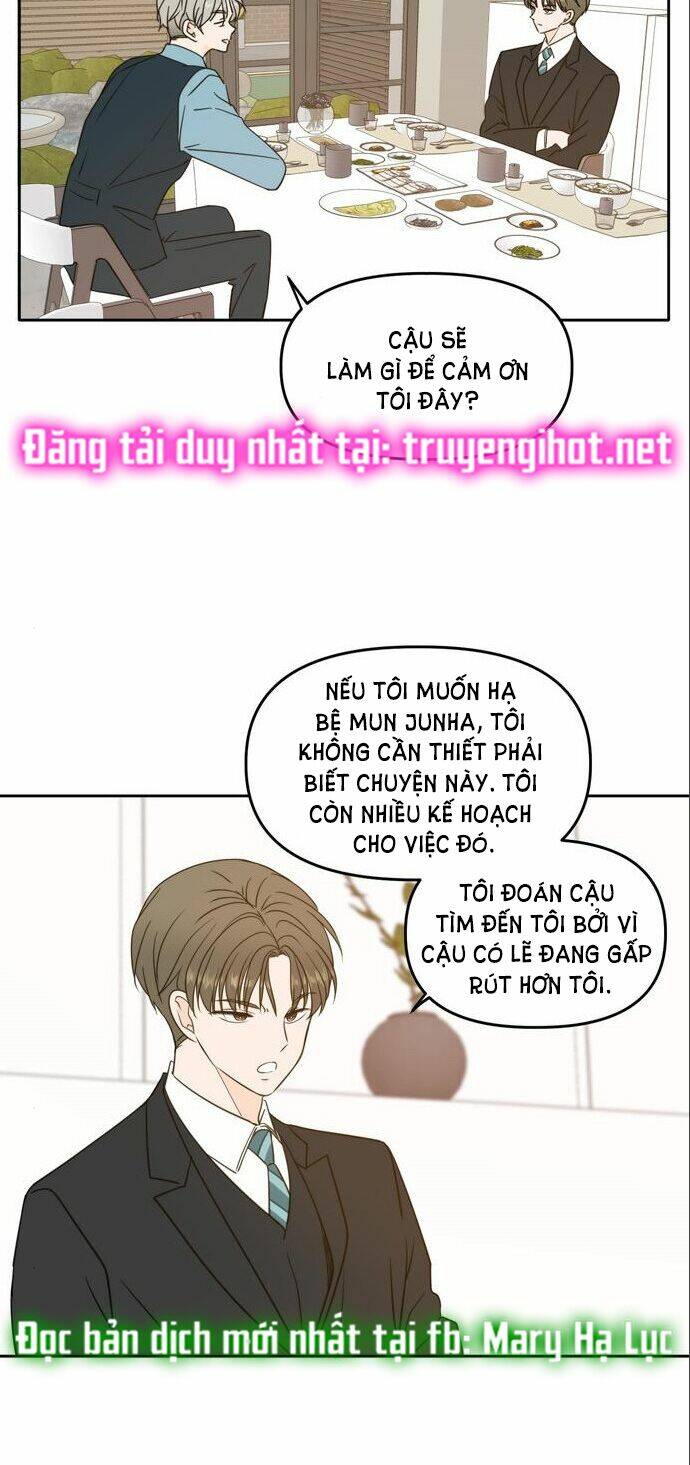 CẬU SẼ
LÀM GÌ ĐỂ CẢM ƠN
TÔI ĐÂY?
Đăng tải duy nhất tại: truyengihot.net
NẾU TÔI MUỐN HẠ
BỆ MUN JUNHA, TÔI
KHÔNG CẦN THIẾT PHẢI
BIẾT CHUYỆN NÀY. TÔI
CÒN NHIỀU KẾ HOẠCH
CHO VIỆC ĐÓ.
TÔI ĐOÁN CẬU
TÌM ĐẾN TÔI BỞI VÌ
CẬU CÓ LẼ ĐANG GẤP
RÚT HƠN TÔI.
Đọc bản dịch mới nhất tại fb: Mary Hạ Lục